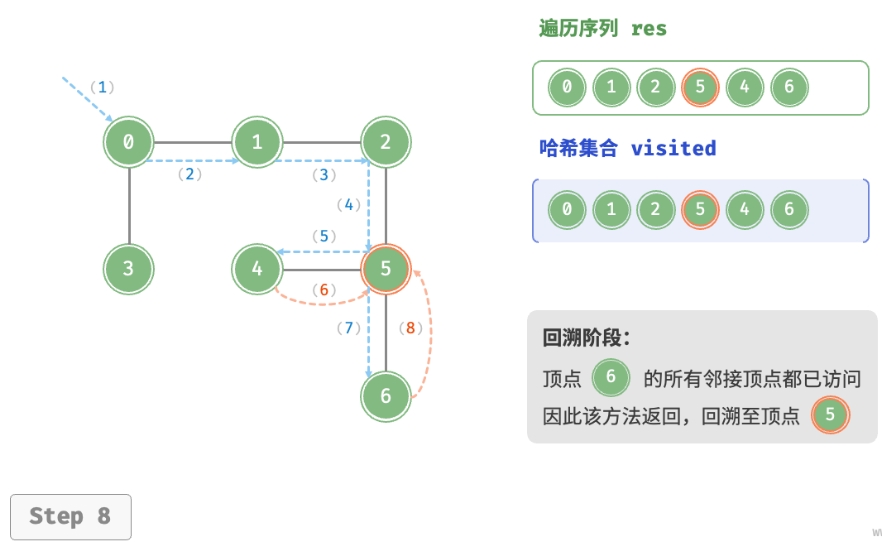 遍历序列 res
0 1 2 5 4 6
哈希集合 visited
0 1 2 5 4 6
(1)
0 1 2
(2) (3)
(4)
(5)
3 4 5
(6)
(7) (8)
6
回溯阶段：
顶点 6 的所有邻接顶点都已访问
因此该方法返回，回溯至顶点 5
Step 8